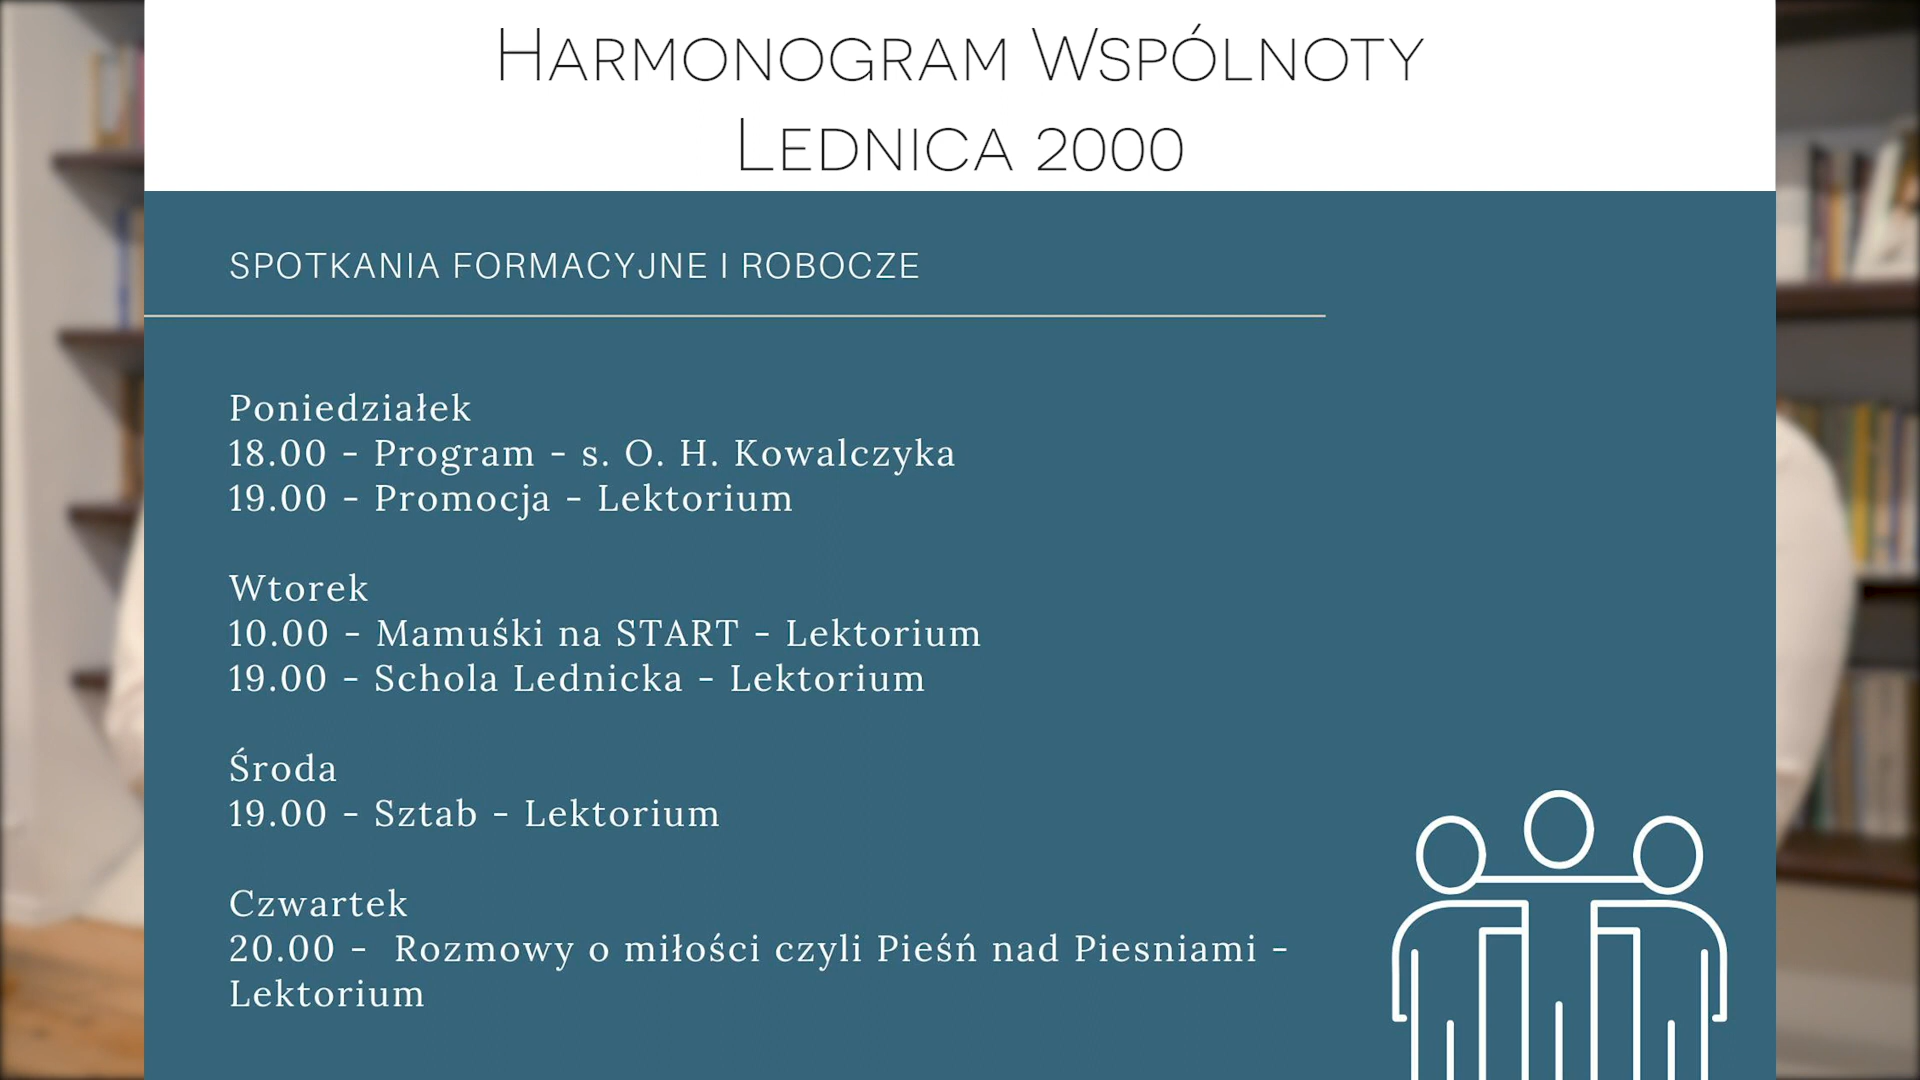 HARMONOGRAM WSPÓLNOTY
LEDNICA 2000
SPOTKANIA FORMACYJNE I ROBOCZE
Poniedziałek
18.00 - Program - s. O. H. Kowalczyka
19.00 - Promocja - Lektorium
Wtorek
10.00 - Mamuśki na START - Lektorium
19.00 - Schola Lednicka - Lektorium
Środa
19.00 - Sztab - Lektorium
Czwartek
20.00 - Rozmowy o miłości czyli Pieśń nad Piesniami -
Lektorium